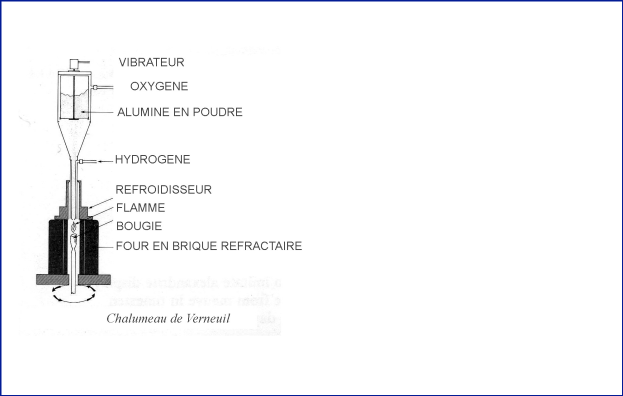 VIBRATEUR
OXYGENE
ALUMINE EN POUDRE
HYDROGENE
REFROIDISSEUR
FLAMME
BOUGIE
FOUR EN BRIQUE REFRACTAIRE
Chalumeau de Verneuil